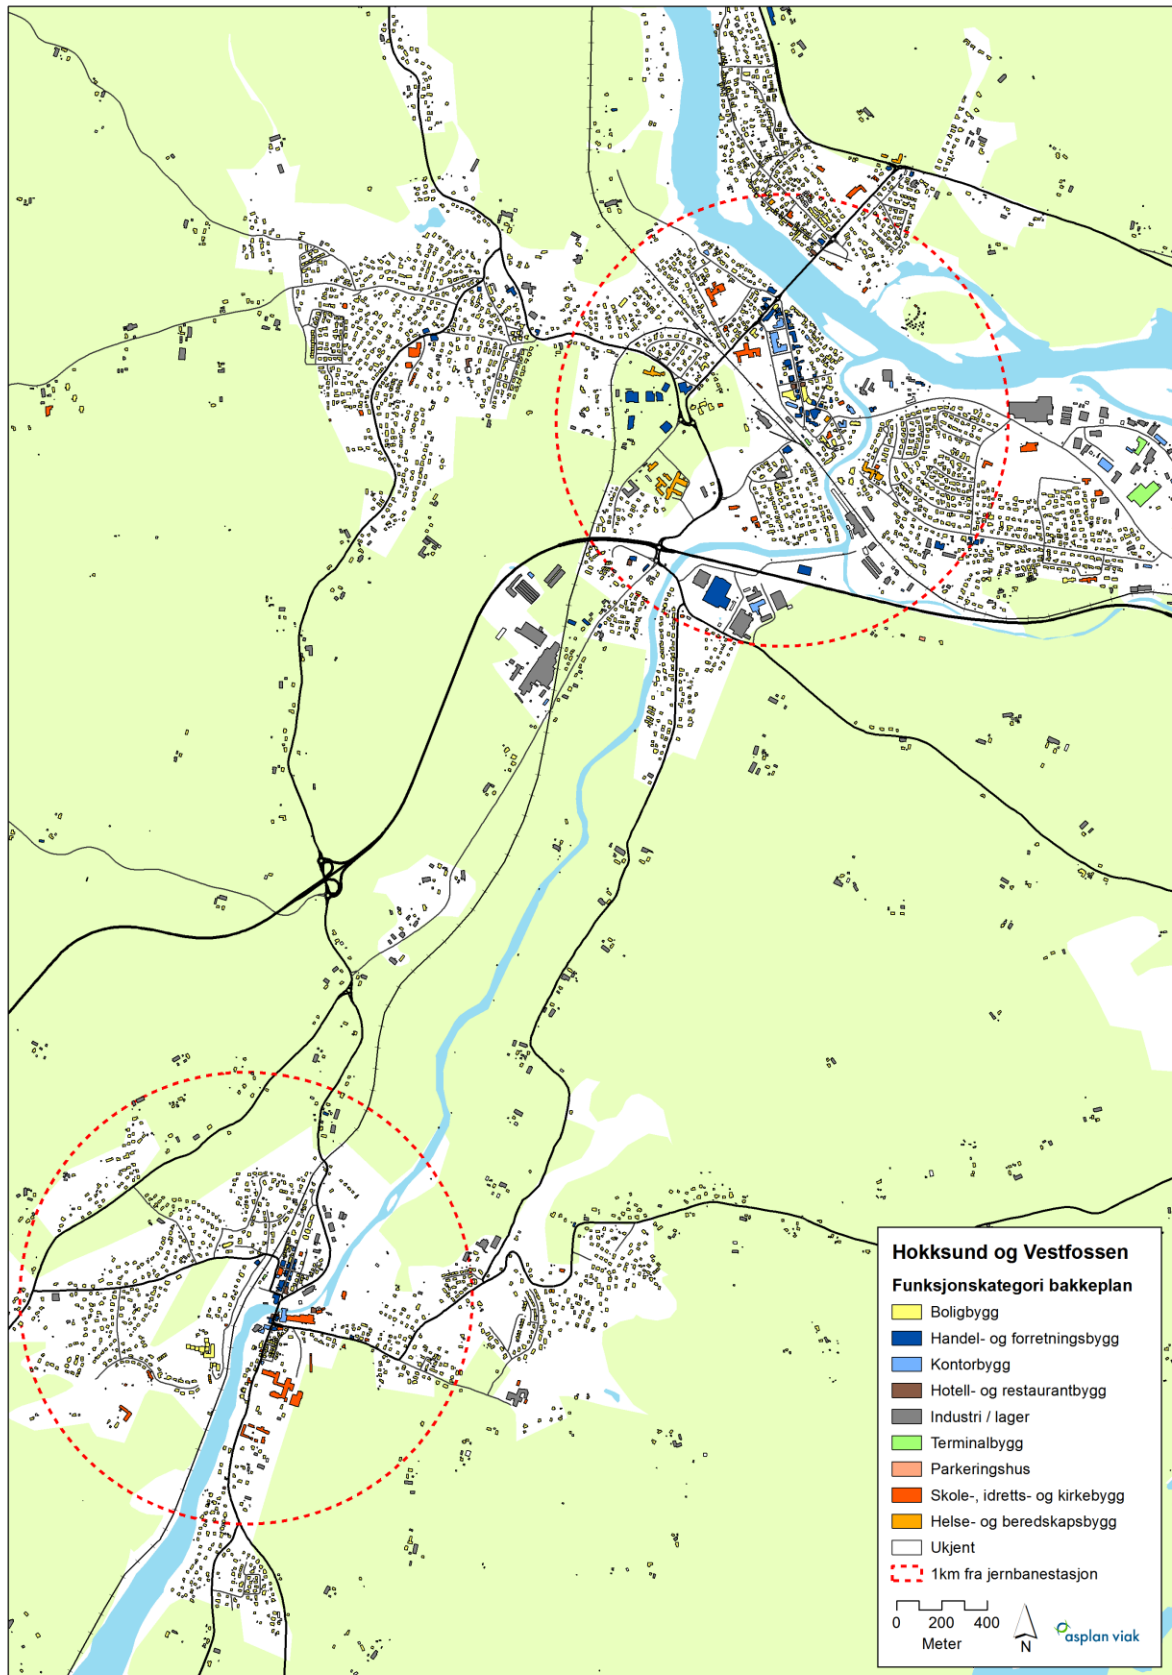 Hokksund og Vestfossen
Funksjonskategori bakkeplan
Boligbygg
Handel- og forretningsbygg
Kontorbygg
Hotell- og restaurantbygg
Industri / lager
Terminalbygg
Parkeringshus
Skole-, idretts- og kirkebygg
Helse- og beredskapsbygg
Ukjent
1km fra jernbanestasjon
0 200 400
Meter
N
asplan viak